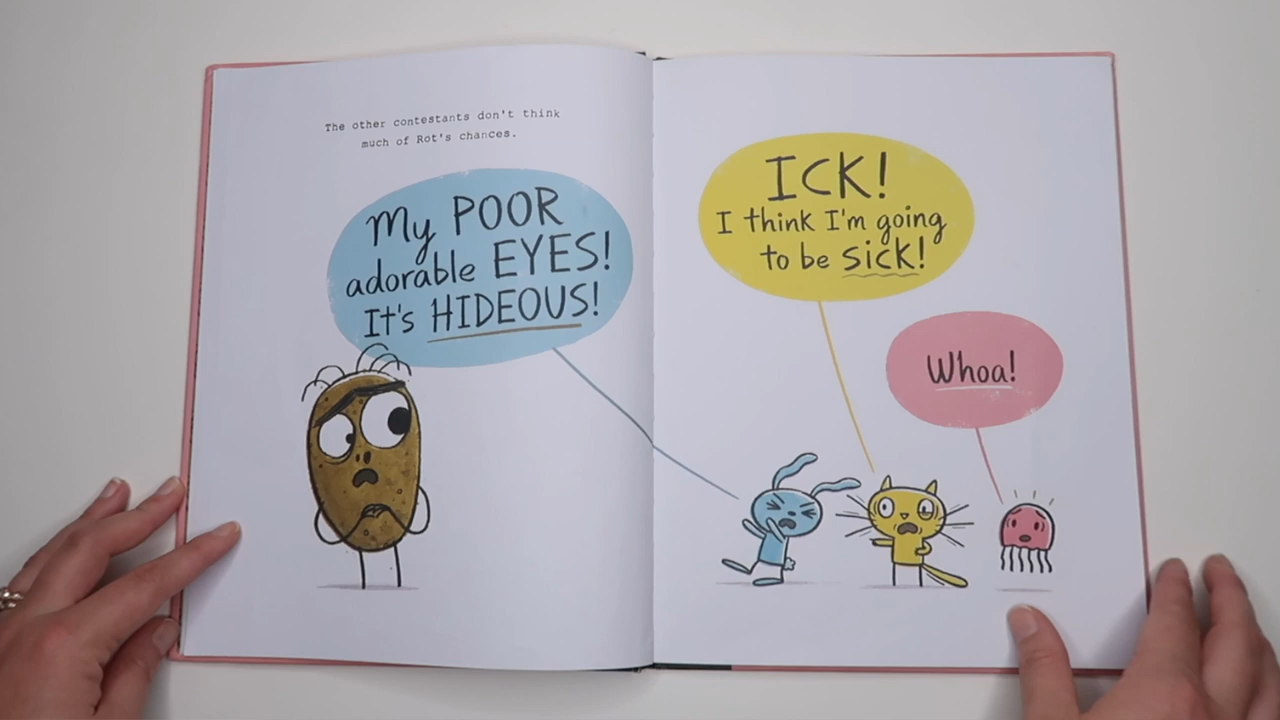 The other contestants don't think
much of Rot's chances.
My POOR
adorable EYES!
It's HIDEOUS!
ICK!
I think I'm going
to be sick!
Whoa!